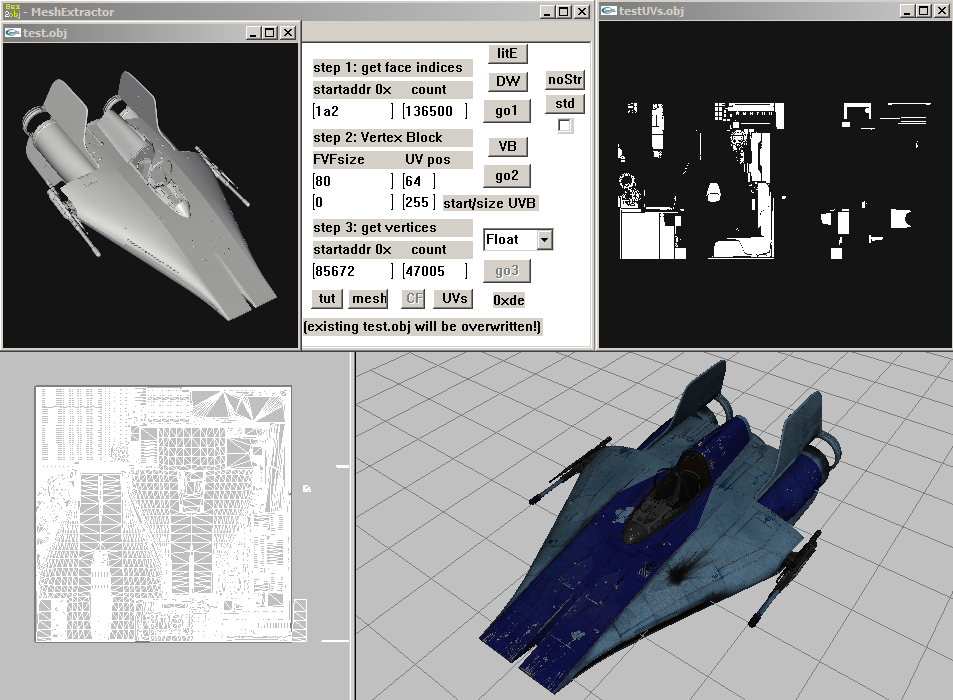 Hex
2obj
- MeshExtractor
test.obj
testUVs.obj
litE
step 1: get face indices
DW
noStr
startaddr 0x count
std
[1a2 ] [136500 ]
go1
step 2: Vertex Block
VB
FVFsize UV pos
[80 ] [64 ]
go2
[0 ] [255 ] start/size UVB
step 3: get vertices
Float
startaddr 0x count
[85672 ] [47005 ]
go3
tut mesh CF UVs 0xde
(existing test.obj will be overwritten!)